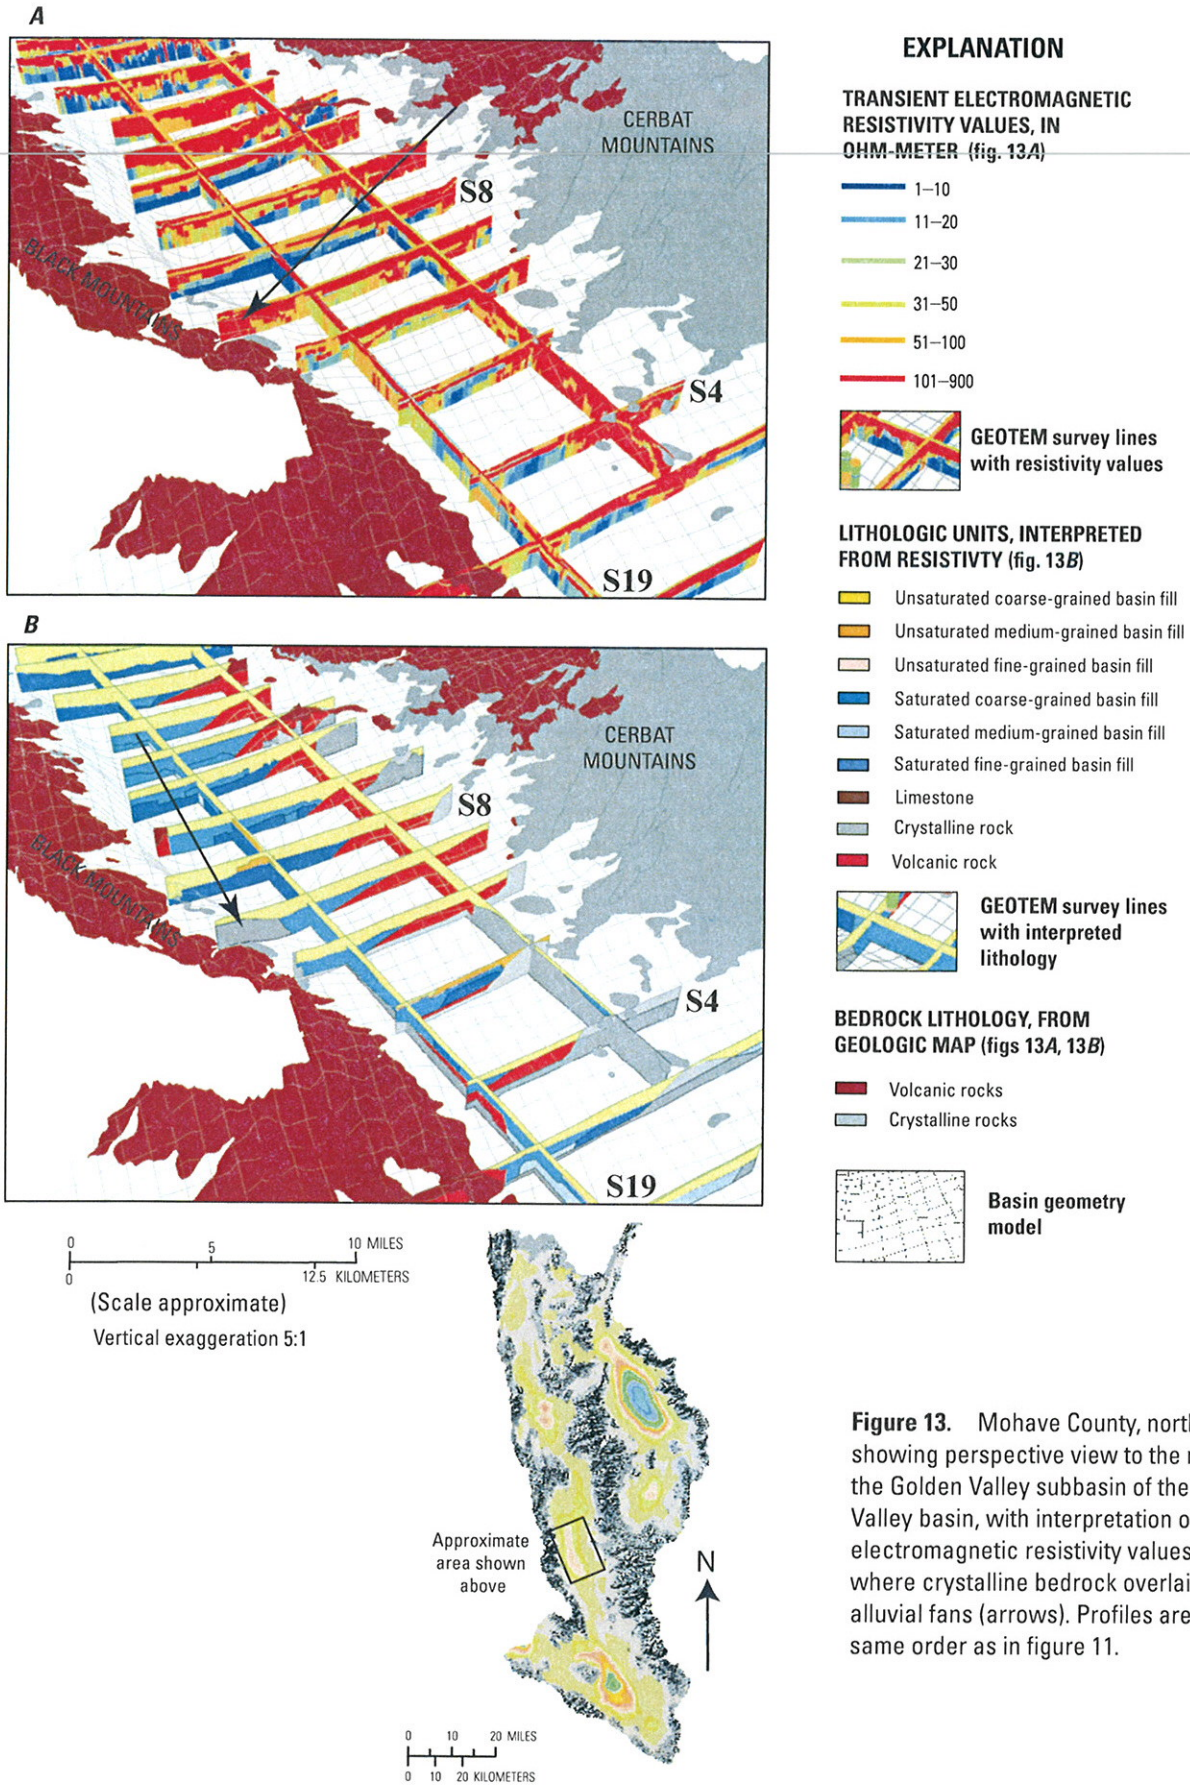 A
CERBAT
MOUNTAINS
S8
BLACK MOUNTAINS
S4
S19
B
CERBAT
MOUNTAINS
S8
BLACK MOUNTAINS
S4
S19
0 5 10 MILES
0 12.5 KILOMETERS
(Scale approximate)
Vertical exaggeration 5:1
Approximate
area shown
above
N
0 10 20 MILES
0 10 20 KILOMETERS
EXPLANATION
TRANSIENT ELECTROMAGNETIC
RESISTIVITY VALUES, IN
OHM-METER (fig. 13A)
1–10
11–20
21–30
31–50
51–100
101–900
GEOTEM survey lines
with resistivity values
LITHOLOGIC UNITS, INTERPRETED
FROM RESISTIVTY (fig. 13B)
Unsaturated coarse-grained basin fill
Unsaturated medium-grained basin fill
Unsaturated fine-grained basin fill
Saturated coarse-grained basin fill
Saturated medium-grained basin fill
Saturated fine-grained basin fill
Limestone
Crystalline rock
Volcanic rock
GEOTEM survey lines
with interpreted
lithology
BEDROCK LITHOLOGY, FROM
GEOLOGIC MAP (figs 13A, 13B)
Volcanic rocks
Crystalline rocks
Basin geometry
model
Figure 13. Mohave County, nort
showing perspective view to the
the Golden Valley subbasin of the
Valley basin, with interpretation o
electromagnetic resistivity values
where crystalline bedrock overlai
alluvial fans (arrows). Profiles are
same order as in figure 11.